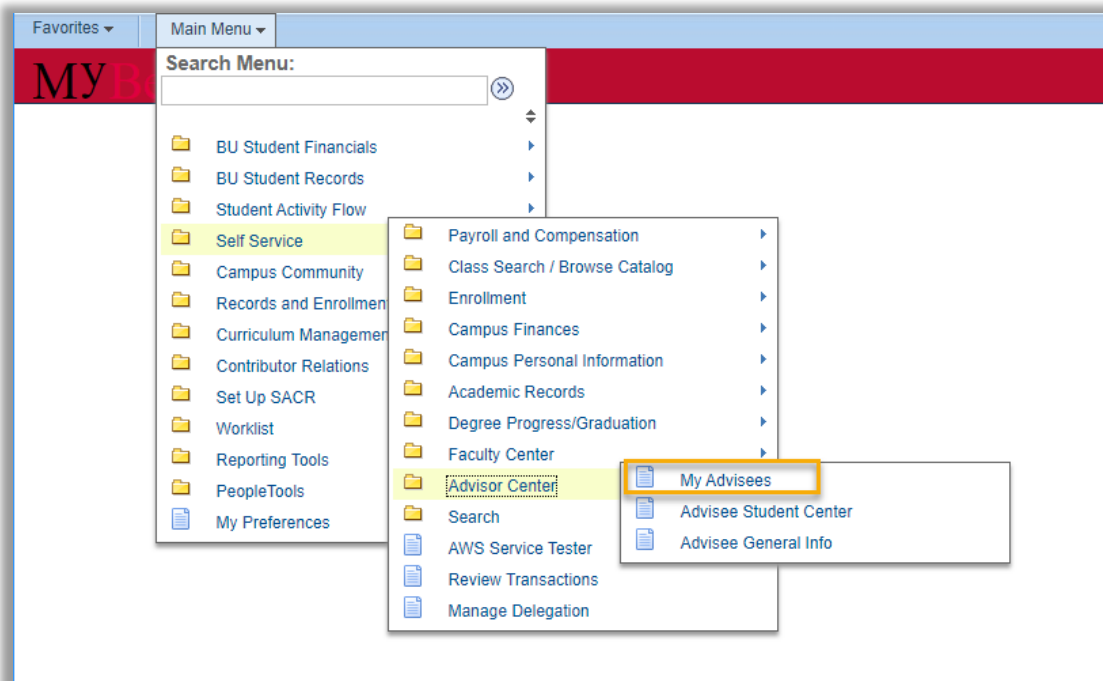 Favorites
Main Menu
Search Menu:
MyB
BU Student Financials
BU Student Records
Student Activity Flow
Self Service
Campus Community
Records and Enrollmen
Curriculum Managemen
Contributor Relations
Set Up SACR
Worklist
Reporting Tools
PeopleTools
My Preferences
Payroll and Compensation
Class Search / Browse Catalog
Enrollment
Campus Finances
Campus Personal Information
Academic Records
Degree Progress/Graduation
Faculty Center
Advisor Center
Search
AWS Service Tester
Review Transactions
Manage Delegation
My Advisees
Advisee Student Center
Advisee General Info